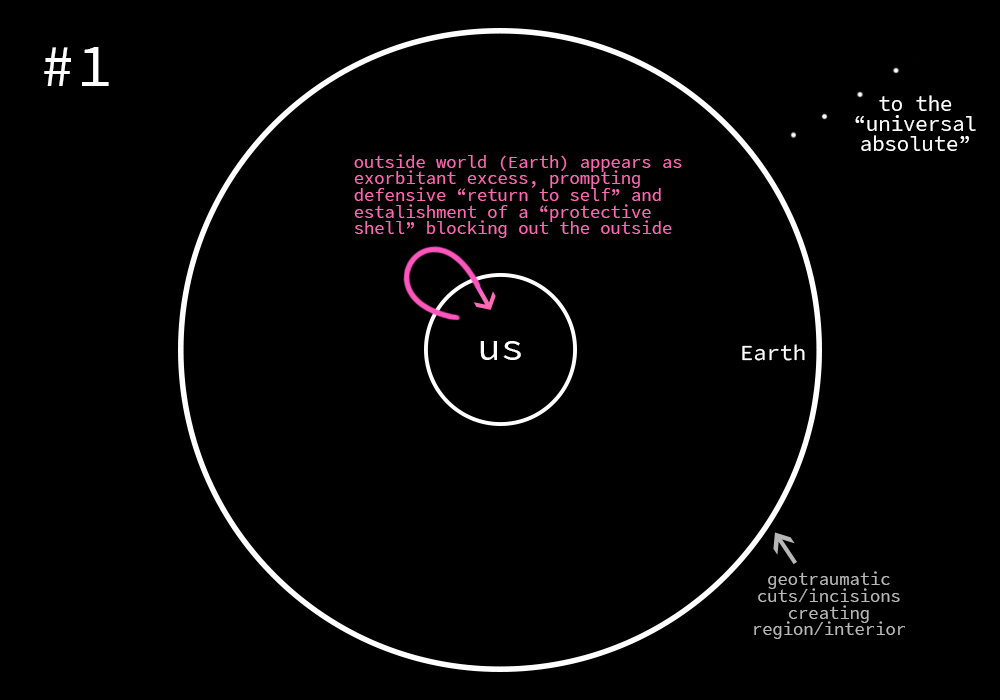 #1
to the
“universal
absolute”
outside world (Earth) appears as
exorbitant excess, prompting
defensive “return to self” and
estalishment of a “protective
shell” blocking out the outside
us
Earth
geotraumatic
cuts/incisions
creating
region/interior